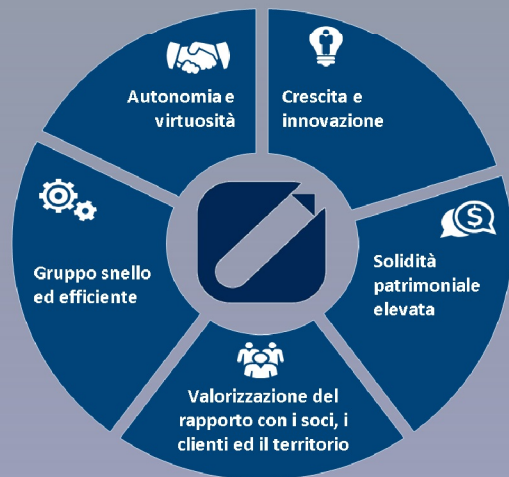 Autonomia e
virtuosità
Crescita e
innovazione
Solidità
patrimoniale
elevata
Valorizzazione del
rapporto con i soci, i
clienti ed il territorio
Gruppo snello
ed efficiente